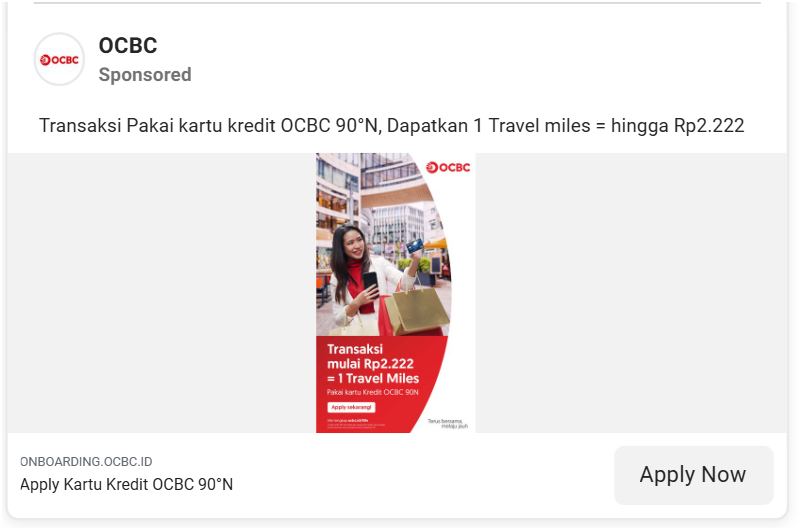 OCBC
OCBC
Sponsored
Transaksi Pakai kartu kredit OCBC 90°N, Dapatkan 1 Travel miles = hingga Rp2.222
OCBC
Transaksi
mulai Rp2.222
= 1 Travel Miles
Pakai kartu Kredit OCBC 90N
Apply sekarang!
Terus bersama,
melaju jauh
ONBOARDING.OCBC.ID
Apply Kartu Kredit OCBC 90°N
Apply Now